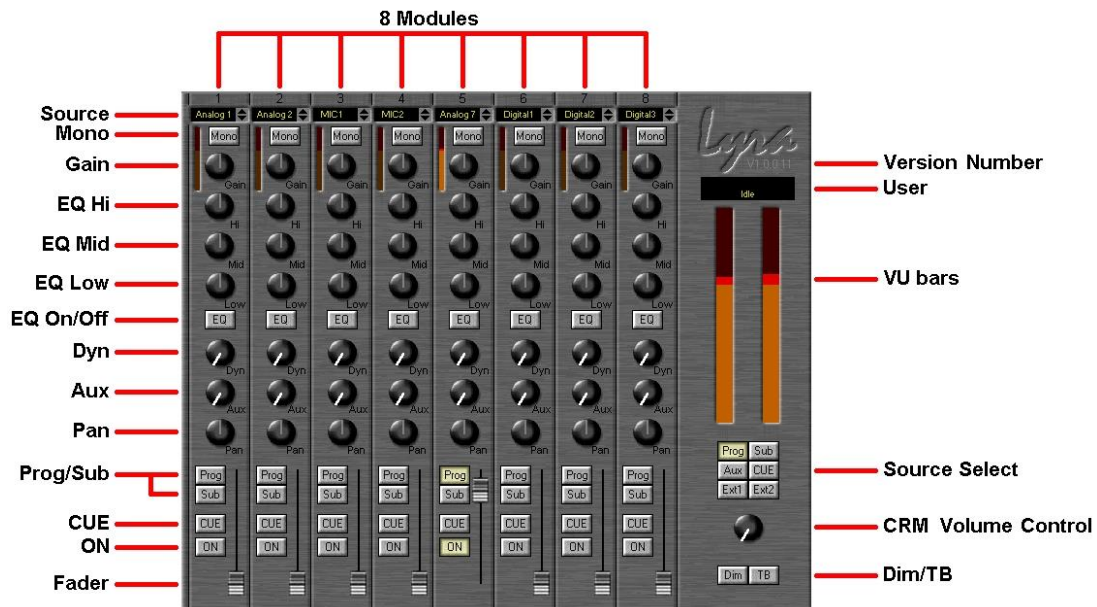 8 Modules
1 2 3 4 5 6 7 8
Source Analog 1 Analog 2 MIC1 MIC2 Analog 7 Digital1 Digital2 Digital3
Mono Mono Mono Mono Mono Mono Mono Mono Mono
Lyra
V1.0.0.11 Version Number
Gain Gain Gain Gain Gain Gain Gain Gain Gain
Idle User
EQ Hi Hi Hi Hi Hi Hi Hi Hi Hi
EQ Mid Mid Mid Mid Mid Mid Mid Mid Mid
EQ Low Low Low Low Low Low Low Low Low VU bars
EQ On/Off EQ EQ EQ EQ EQ EQ EQ EQ
Dyn Dyn Dyn Dyn Dyn Dyn Dyn Dyn Dyn
Aux Aux Aux Aux Aux Aux Aux Aux Aux
Pan Pan Pan Pan Pan Pan Pan Pan Pan
Prog/Sub Prog Prog Prog Prog Prog Prog Prog Prog Prog Sub
Aux CUE Source Select
Sub Sub Sub Sub Sub Sub Sub Sub Ext1 Ext2
CUE CUE CUE CUE CUE CUE CUE CUE CUE CRM Volume Control
ON ON ON ON ON ON ON ON ON
Fader Dim TB Dim/TB